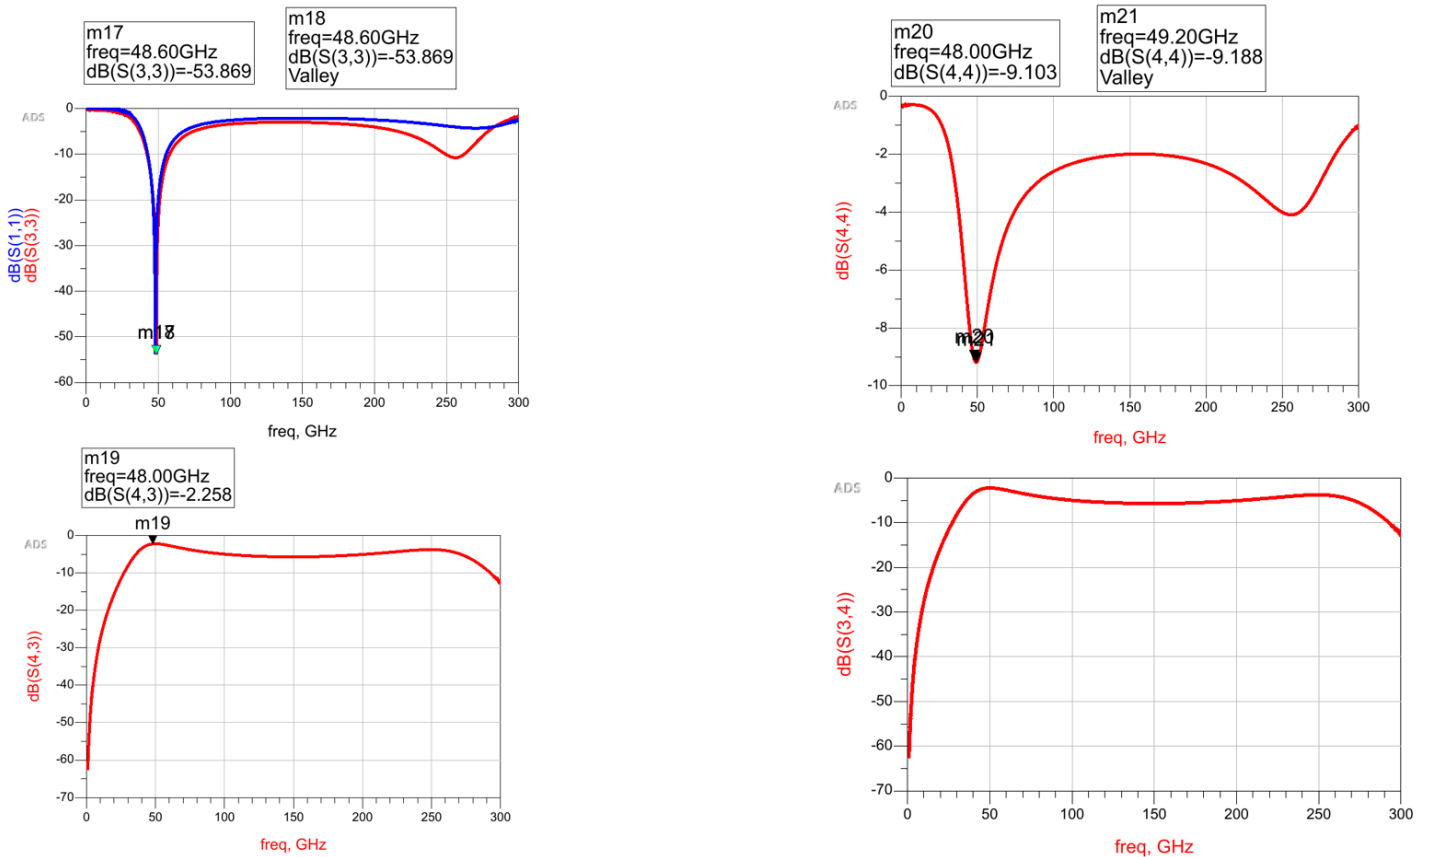 m17
freq=48.60GHz
dB(S(3,3))=-53.869
m18
freq=48.60GHz
dB(S(3,3))=-53.869
Valley
ADS
0
-10
-20
-30
-40
-50
-60
dB(S(1,1))
dB(S(3,3))
0
50
100
150
200
250
300
freq, GHz
m20
freq=48.00GHz
dB(S(4,4))=-9.103
m21
freq=49.20GHz
dB(S(4,4))=-9.188
Valley
ADS
0
-2
-4
-6
-8
-10
dB(S(4,4))
m20
0
50
100
150
200
250
300
freq, GHz
m19
freq=48.00GHz
dB(S(4,3))=-2.258
m19
ADS
0
-10
-20
-30
-40
-50
-60
-70
dB(S(4,3))
0
50
100
150
200
250
300
freq, GHz
ADS
0
-10
-20
-30
-40
-50
-60
-70
dB(S(3,4))
0
50
100
150
200
250
300
freq, GHz